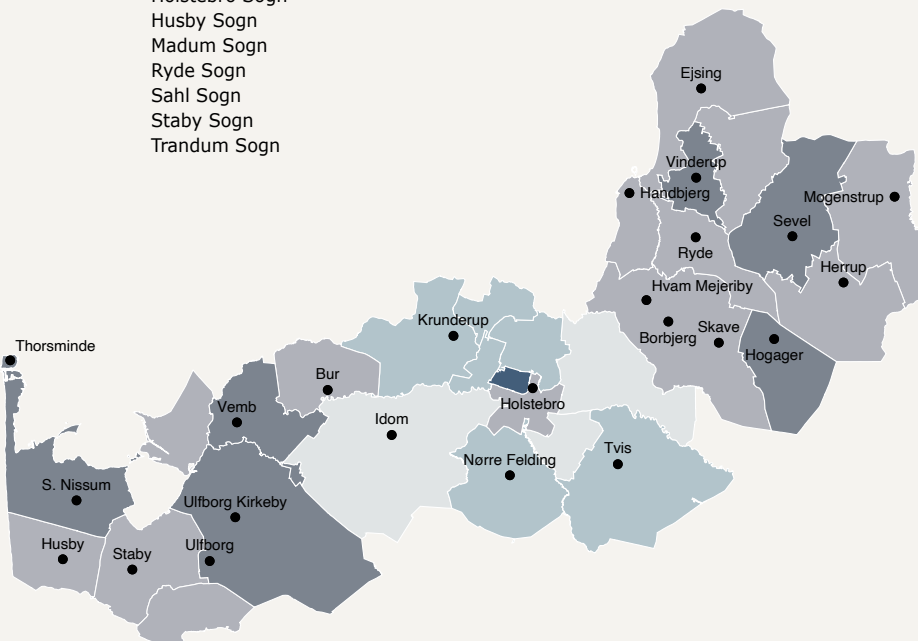 Holstebro Sogn
Husby Sogn
Madum Sogn
Ryde Sogn
Sahl Sogn
Staby Sogn
Trandum Sogn
Ejsing
Vinderup
Handbjerg
Mogenstrup
Sevel
Ryde
Herrup
Hvam Mejeriby
Krunderup
Borbjerg
Skave
Hogager
Thorsminde
Bur
Holstebro
Vemb
Idom
Tvis
Nørre Felding
S. Nissum
Ulfborg Kirkeby
Husby
Staby
Ulfborg